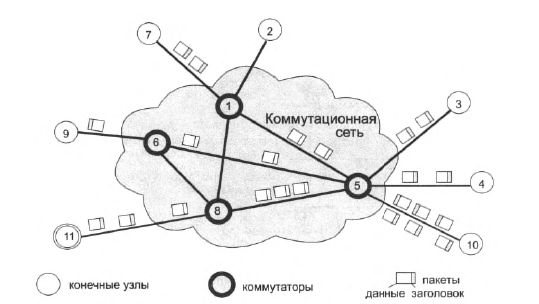 2
7
3
1
Коммутационная
сеть
9
6
5
4
8
11
10
конечные узлы
коммутаторы
пакеты
данные заголовок